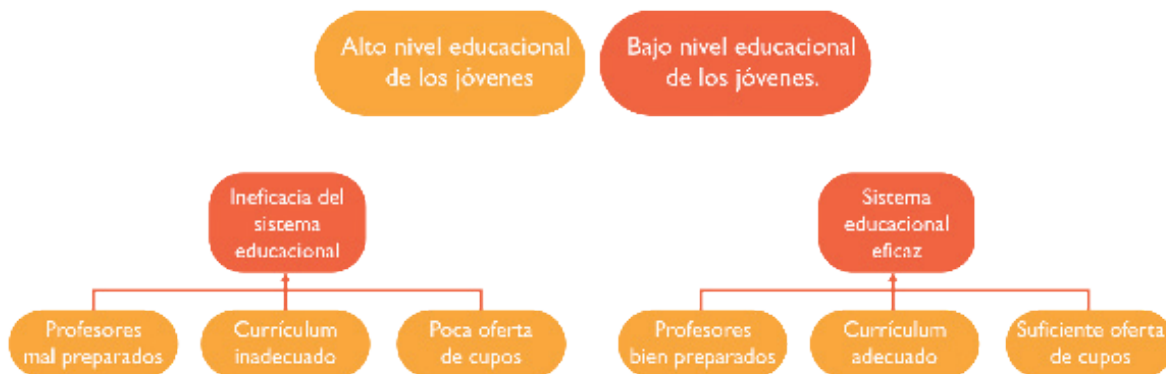 Alto nivel educacional
de los jóvenes
Bajo nivel educacional
de los jóvenes.
Ineficacia del
sistema
educacional
Sistema
educacional
eficaz
Profesores
mal preparados
Currículum
inadecuado
Poca oferta
de cupos
Profesores
bien preparados
Currículum
adecuado
Suficiente oferta
de cupos